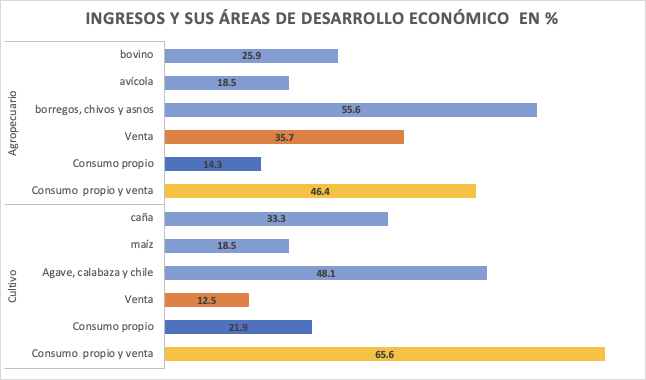 INGRESOS Y SUS ÁREAS DE DESARROLLO ECONÓMICO EN %
Agropecuario
bovino 25.9
avícola 18.5
borregos, chivos y asnos 55.6
Venta 35.7
Consumo propio 14.3
Consumo propio y venta 46.4
Cultivo
caña 33.3
maíz 18.5
Agave, calabaza y chile 48.1
Venta 12.5
Consumo propio 21.9
Consumo propio y venta 65.6